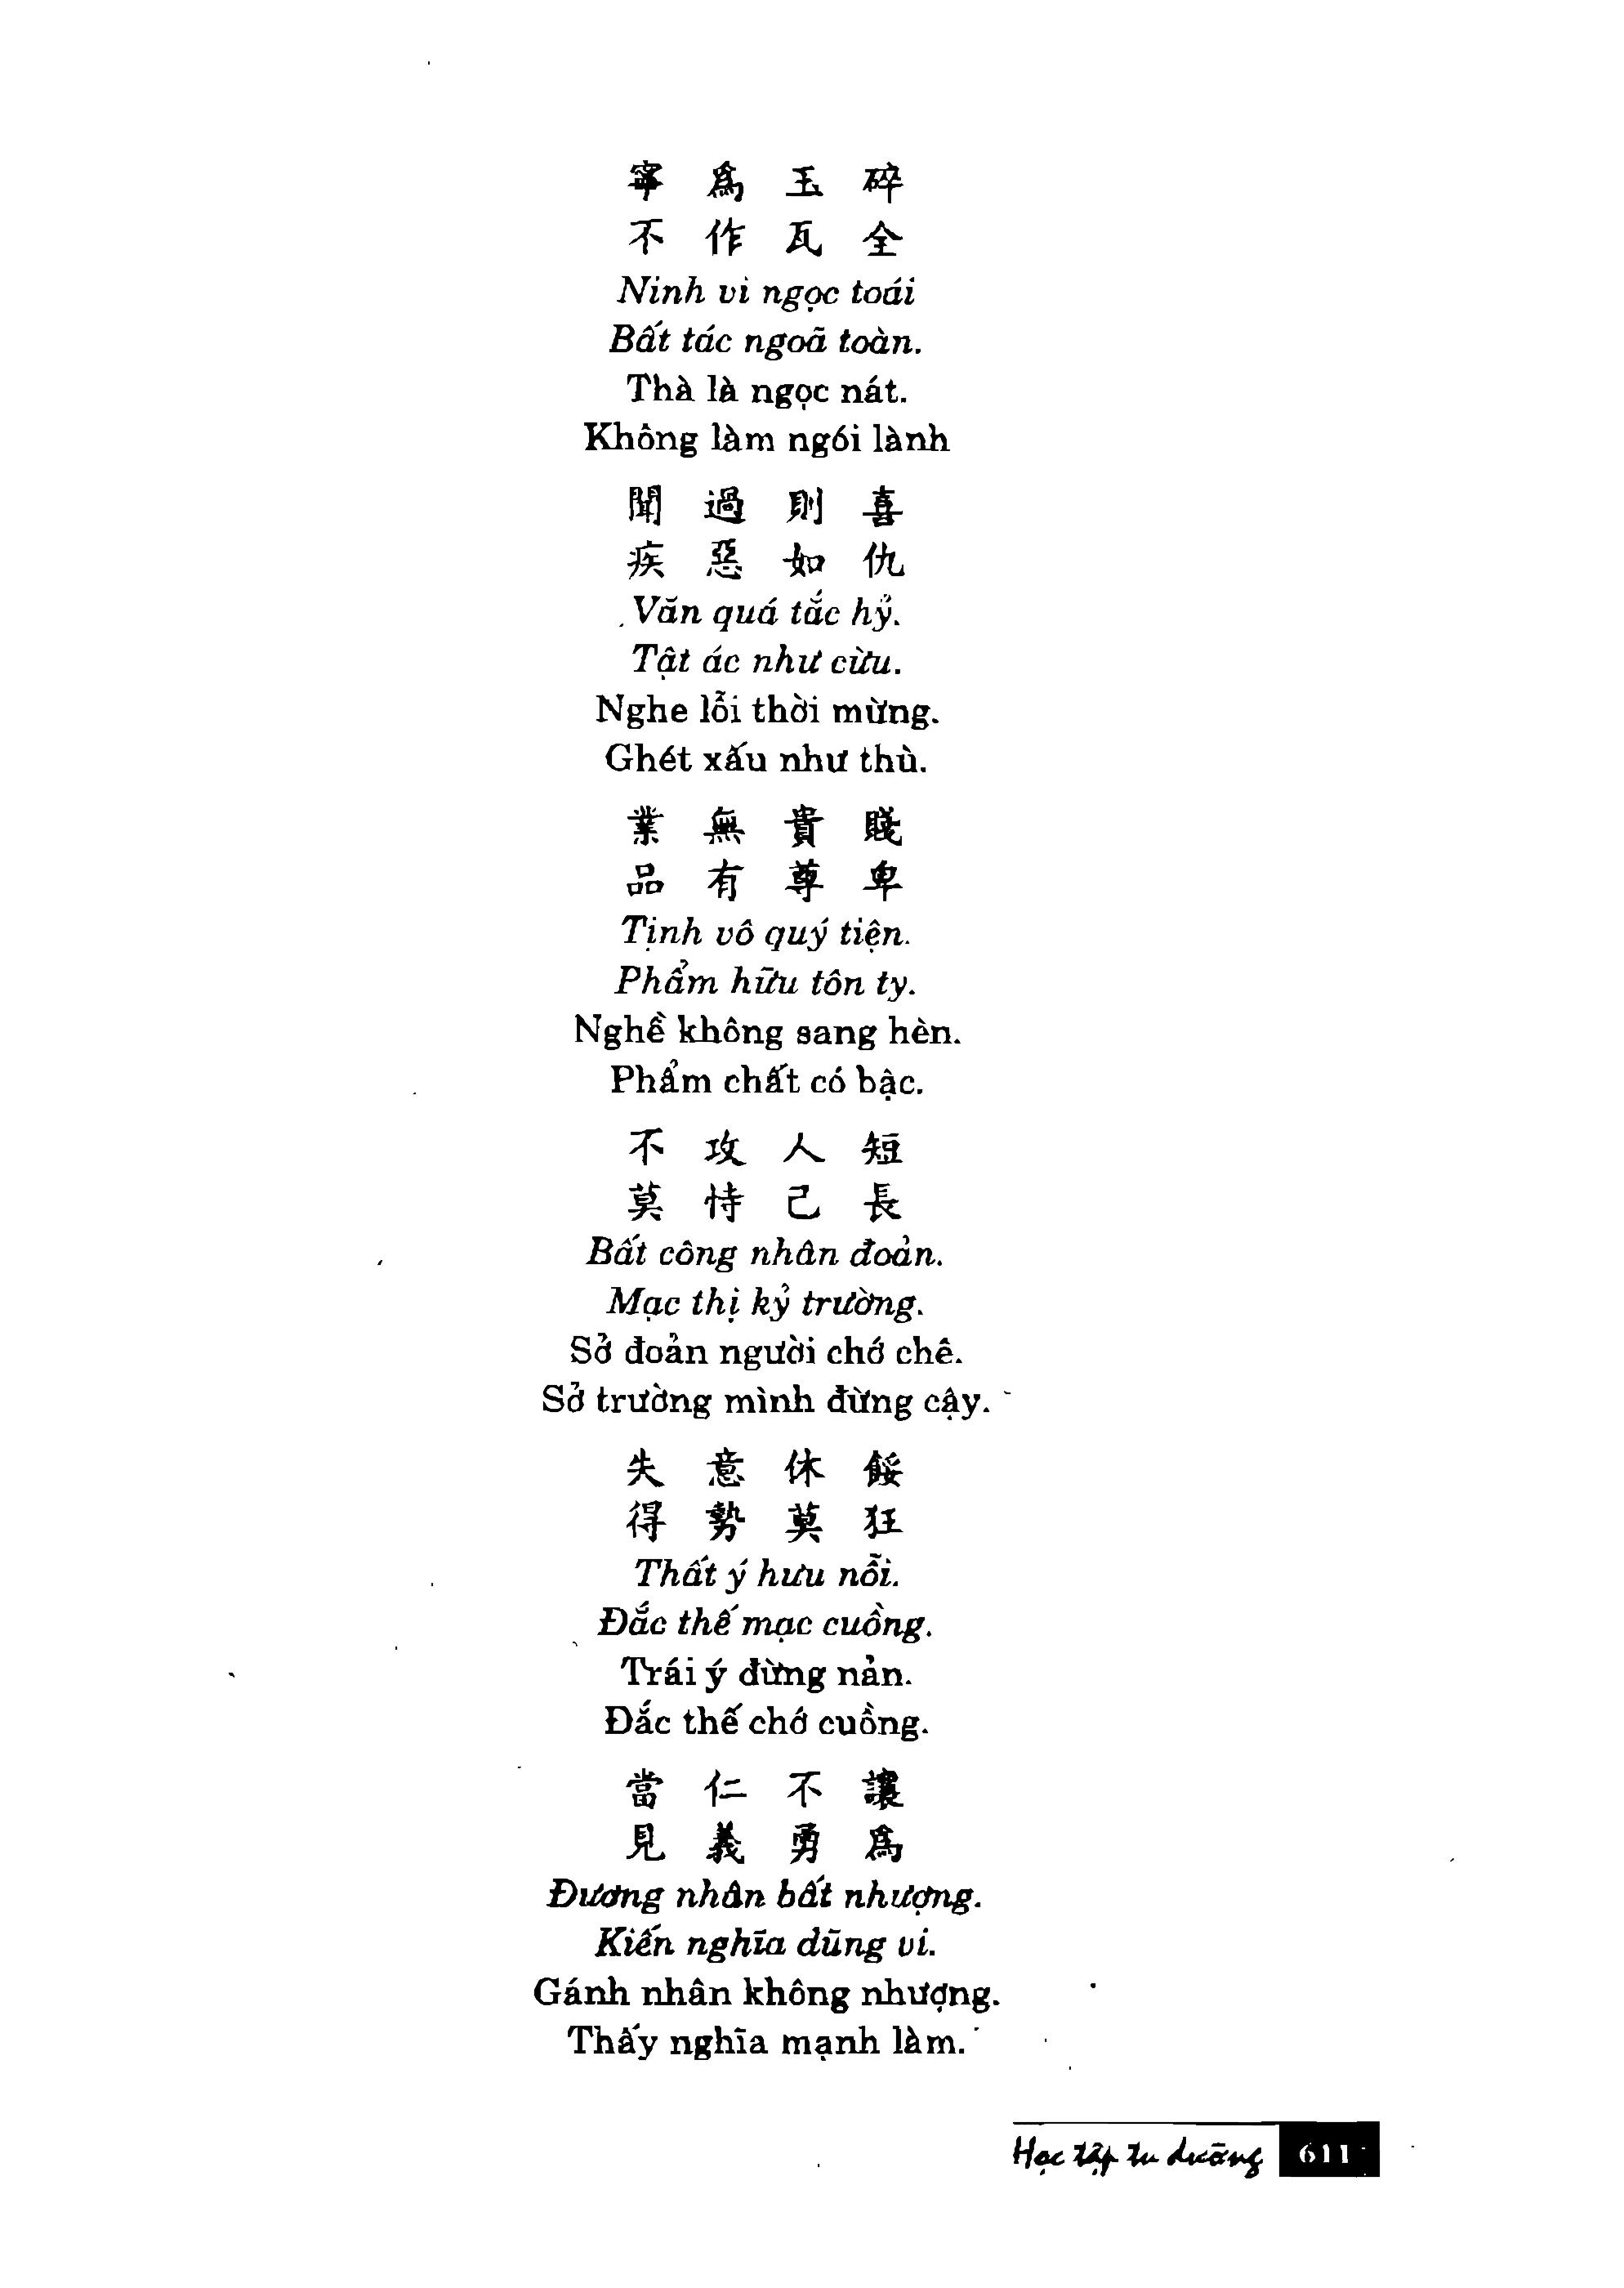 寧 爲 玉 碎
不 作 瓦 全
Ninh vi ngọc toái
Bất tác ngoã toàn.
Thà là ngọc nát.
Không làm ngói lành
聞 過 則 喜
疾 惡 如 仇
Văn quá tắc hỷ.
Tật ác như cừu.
Nghe lỗi thời mừng.
Ghét xấu như thù.
業 無 貴 賤
品 有 尊 卑
Tịnh vô quý tiện.
Phẩm hữu tôn ty.
Nghề không sang hèn.
Phẩm chất có bậc.
不 攻 人 短
莫 恃 己 長
Bất công nhân đoản.
Mạc thị kỷ trường.
Sở đoản người chớ chê.
Sở trường mình đừng cậy.
失 意 休 餒
得 勢 莫 狂
Thất ý hưu nỗi.
Đắc thế mạc cuồng.
Trái ý đừng nản.
Đắc thế chớ cuồng.
當 仁 不 讓
見 義 勇 爲
Đương nhân bất nhượng.
Kiến nghĩa dũng vi.
Gánh nhân không nhượng.
Thấy nghĩa mạnh làm.
Học tập tu dưỡng 611